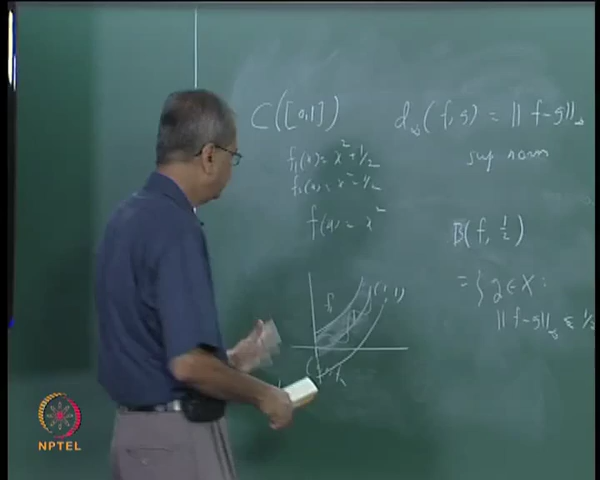 C([0,1])
d∞(f, g) = || f-g ||∞
sup norm
f₁(x) = x² + 1/2
f₂(x) = x² - 1/2
f(x) = x²
B(f, 1/2)
= { g ∈ X :
|| f-g ||∞ < 1/2
f₁
(1, 1)
NPTEL